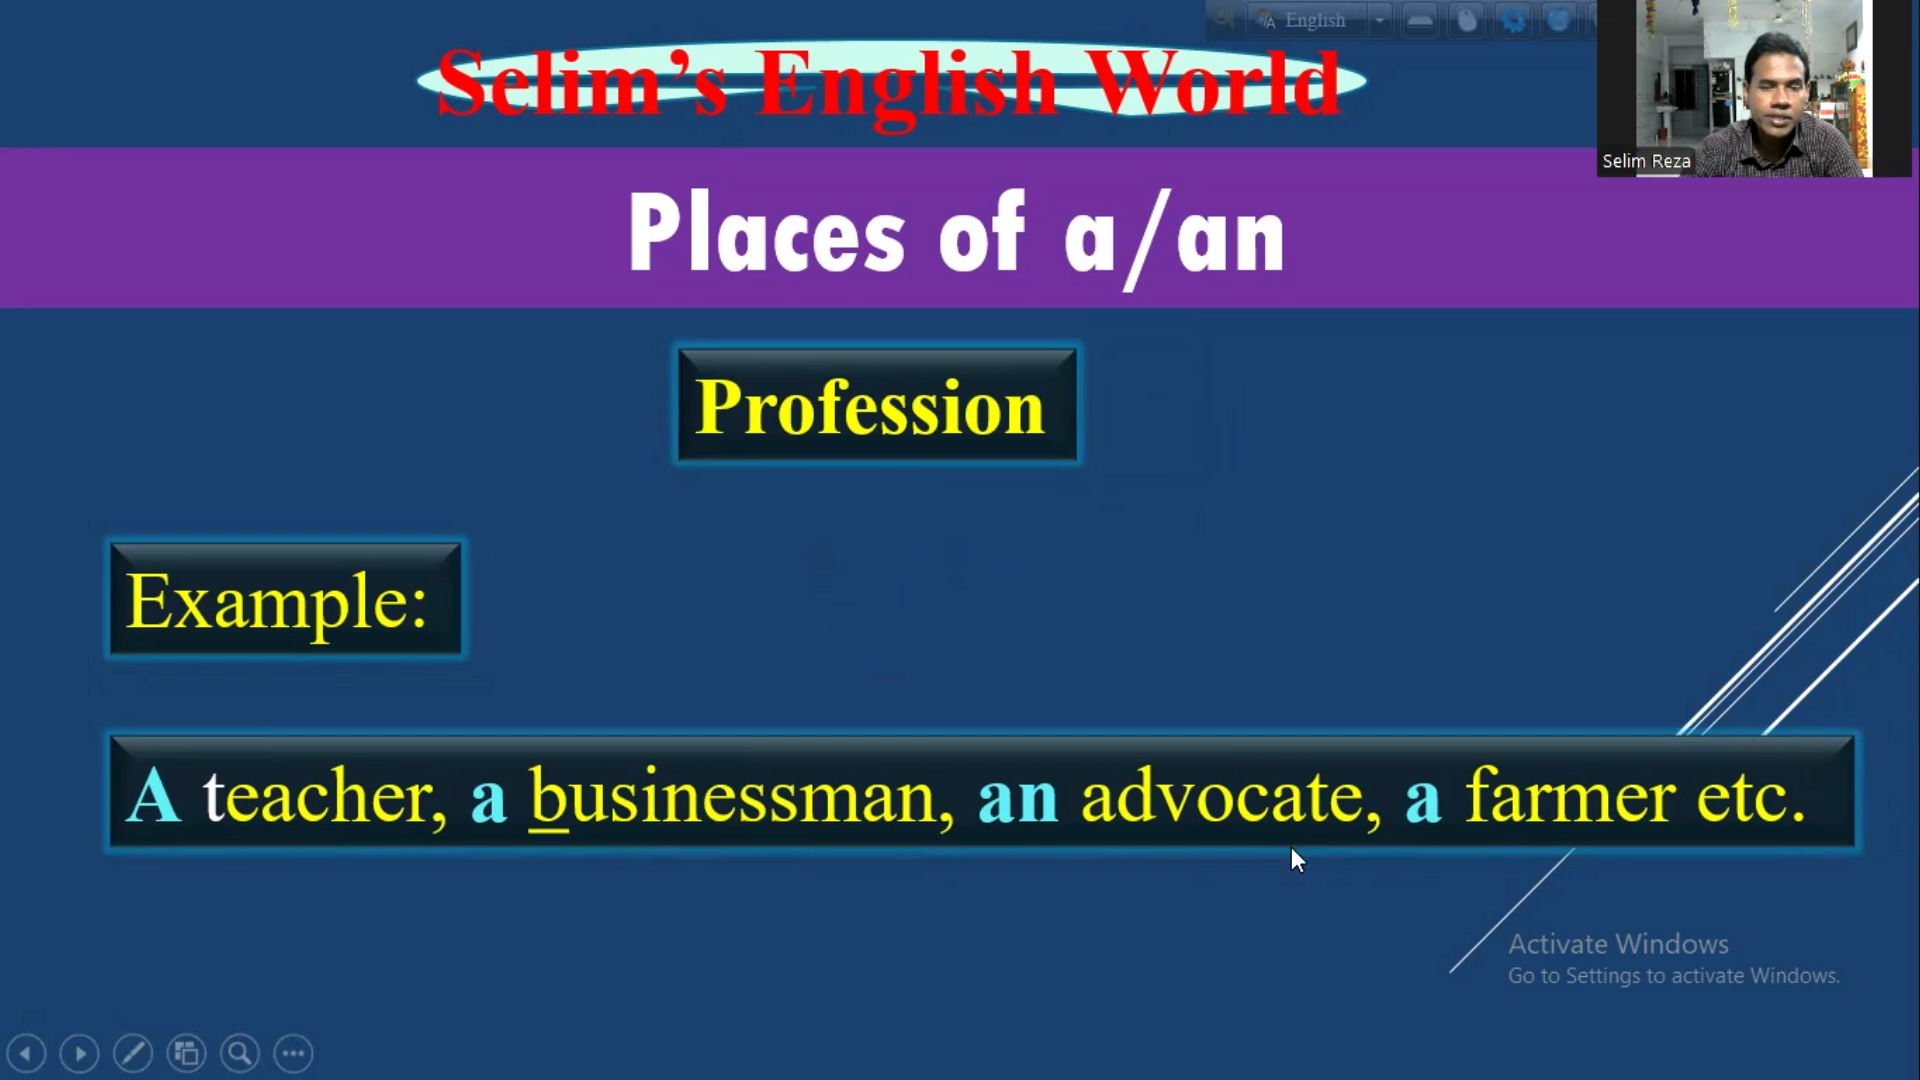 English
Selim’s English World
Selim Reza
Places of a/an
Profession
Example:
A teacher, a businessman, an advocate, a farmer etc.
Activate Windows
Go to Settings to activate Windows.